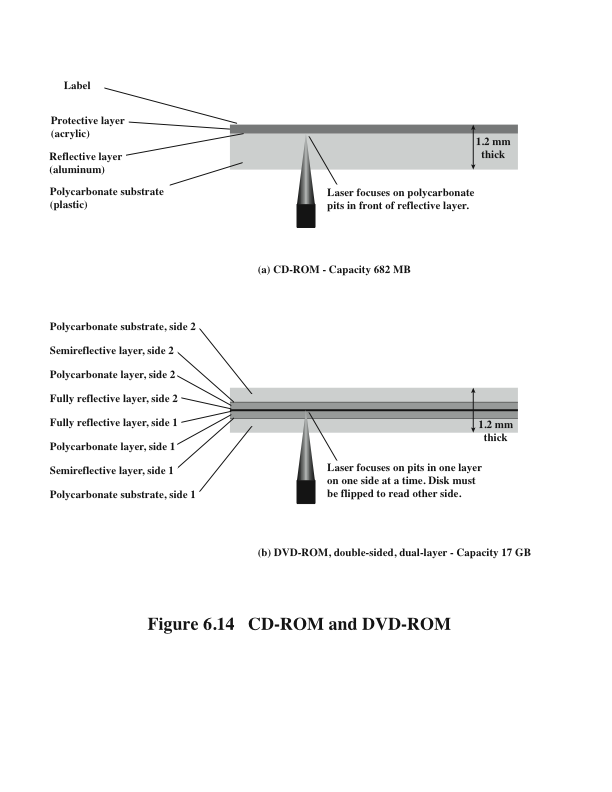 Label
Protective layer
(acrylic)
Reflective layer
(aluminum)
Polycarbonate substrate
(plastic)
1.2 mm
thick
Laser focuses on polycarbonate
pits in front of reflective layer.
(a) CD-ROM - Capacity 682 MB
Polycarbonate substrate, side 2
Semireflective layer, side 2
Polycarbonate layer, side 2
Fully reflective layer, side 2
Fully reflective layer, side 1
Polycarbonate layer, side 1
Semireflective layer, side 1
Polycarbonate substrate, side 1
1.2 mm
thick
Laser focuses on pits in one layer
on one side at a time. Disk must
be flipped to read other side.
(b) DVD-ROM, double-sided, dual-layer - Capacity 17 GB
Figure 6.14 CD-ROM and DVD-ROM